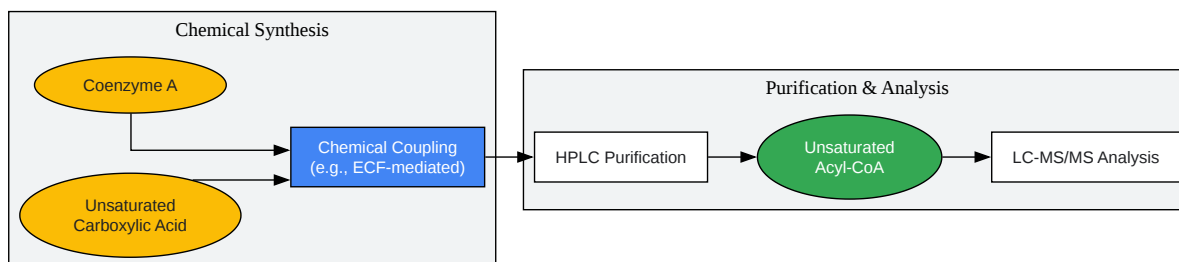 Chemical Synthesis
Coenzyme A
Unsaturated
Carboxylic Acid
Chemical Coupling
(e.g., ECF-mediated)
Purification & Analysis
HPLC Purification
Unsaturated
Acyl-CoA
LC-MS/MS Analysis